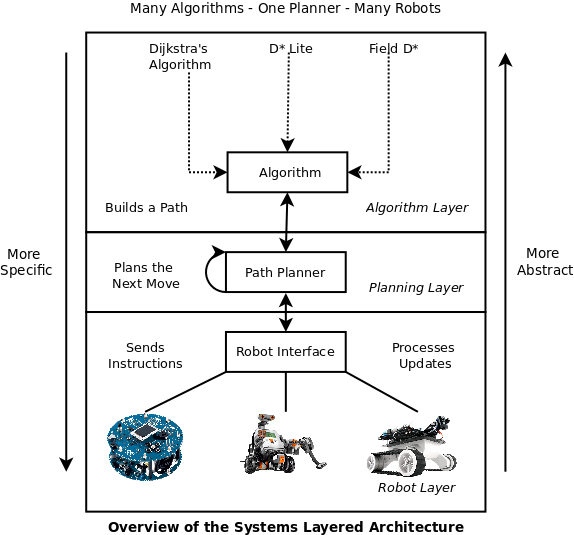 Many Algorithms - One Planner - Many Robots
Dijkstra's
Algorithm
D* Lite
Field D*
Algorithm
Builds a Path
Algorithm Layer
More
Specific
More
Abstract
Plans the
Next Move
Path Planner
Planning Layer
Sends
Instructions
Robot Interface
Processes
Updates
Robot Layer
Overview of the Systems Layered Architecture